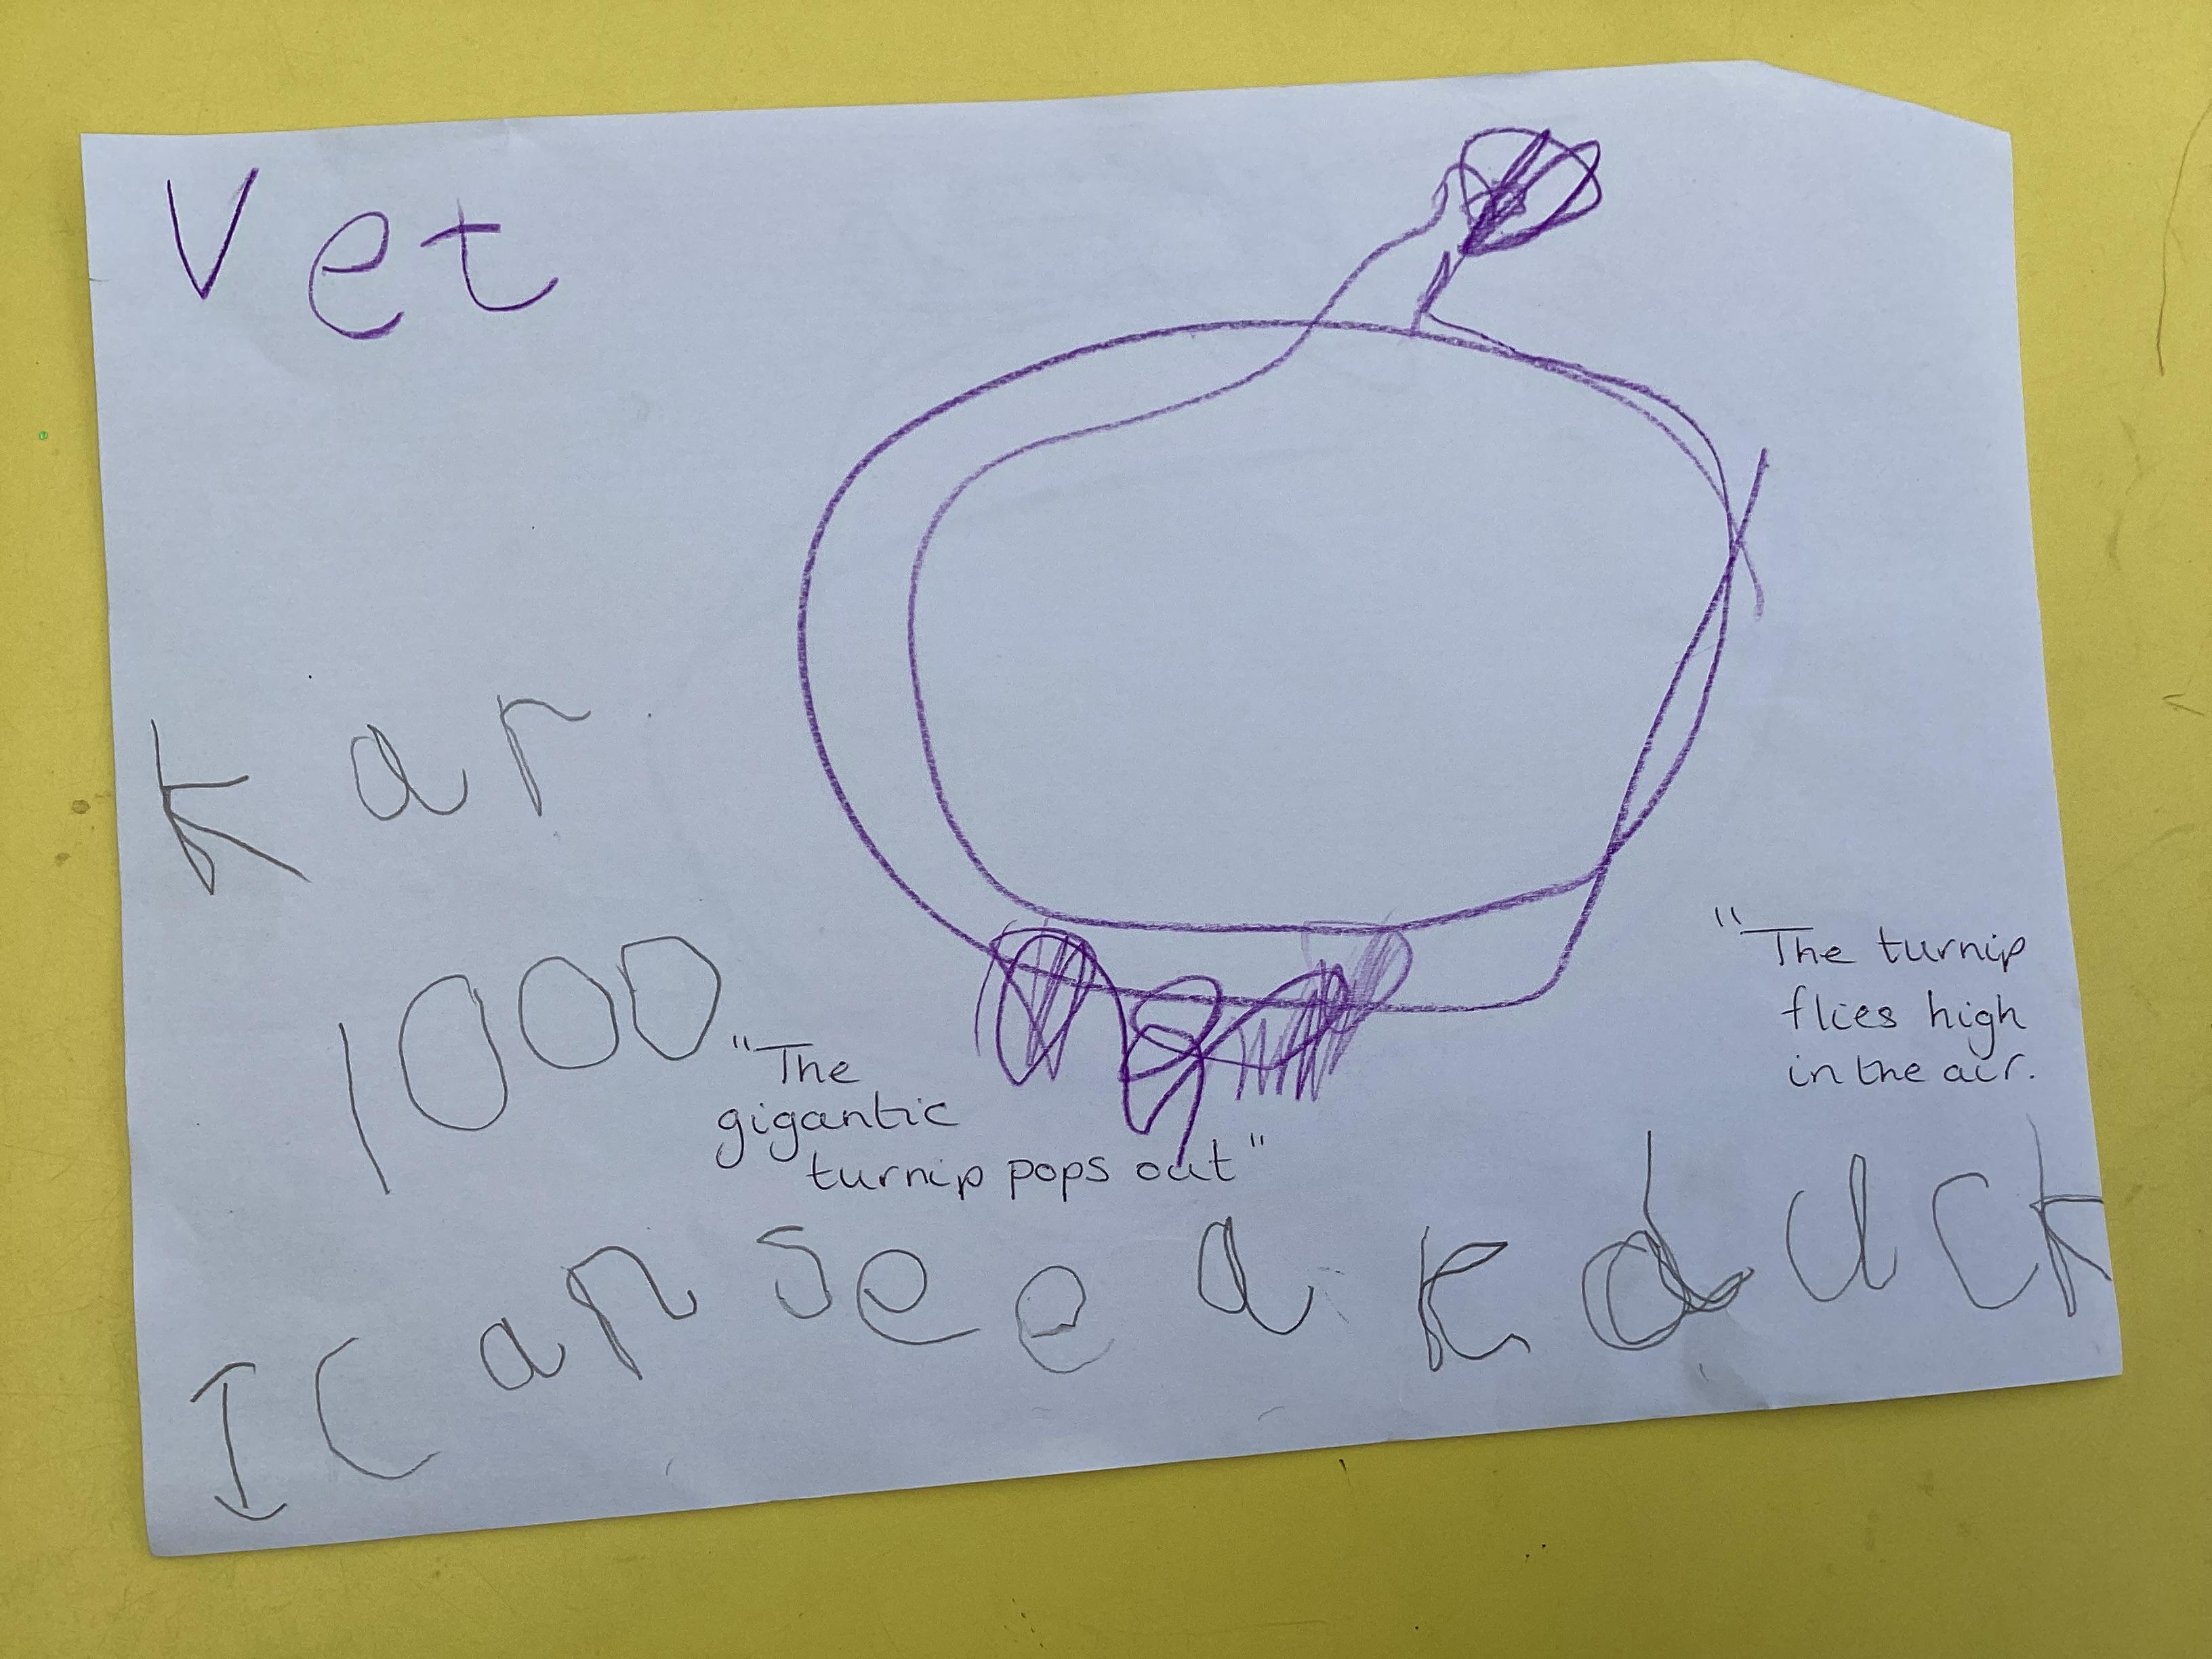 Vet
kar
1000
"The
gigantic
turnip pops out"
"The turnip
flies high
in the air.
I can see a k duck